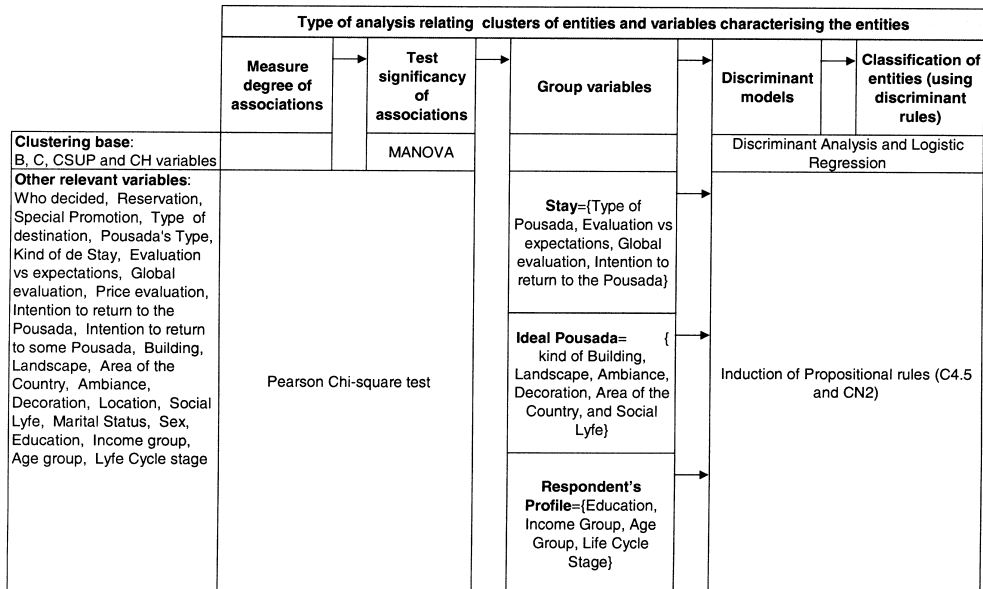 Type of analysis relating clusters of entities and variables characterising the entities
Measure
degree of
associations
Test
significancy
of
associations
Group variables
Discriminant
models
Classification of
entities (using
discriminant
rules)
Clustering base:
B, C, CSUP and CH variables
MANOVA
Discriminant Analysis and Logistic
Regression
Other relevant variables:
Who decided, Reservation,
Special Promotion, Type of
destination, Pousada's Type,
Kind of de Stay, Evaluation
vs expectations, Global
evaluation, Price evaluation,
Intention to return to the
Pousada, Intention to return
to some Pousada, Building,
Landscape, Area of the
Country, Ambiance,
Decoration, Location, Social
Lyfe, Marital Status, Sex,
Education, Income group,
Age group, Lyfe Cycle stage
Pearson Chi-square test
Stay={Type of
Pousada, Evaluation vs
expectations, Global
evaluation, Intention to
return to the Pousada}
Ideal Pousada= {
kind of Building,
Landscape, Ambiance,
Decoration, Area of the
Country, and Social
Lyfe}
Respondent's
Profile={Education,
Income Group, Age
Group, Life Cycle
Stage}
Induction of Propositional rules (C4.5
and CN2)